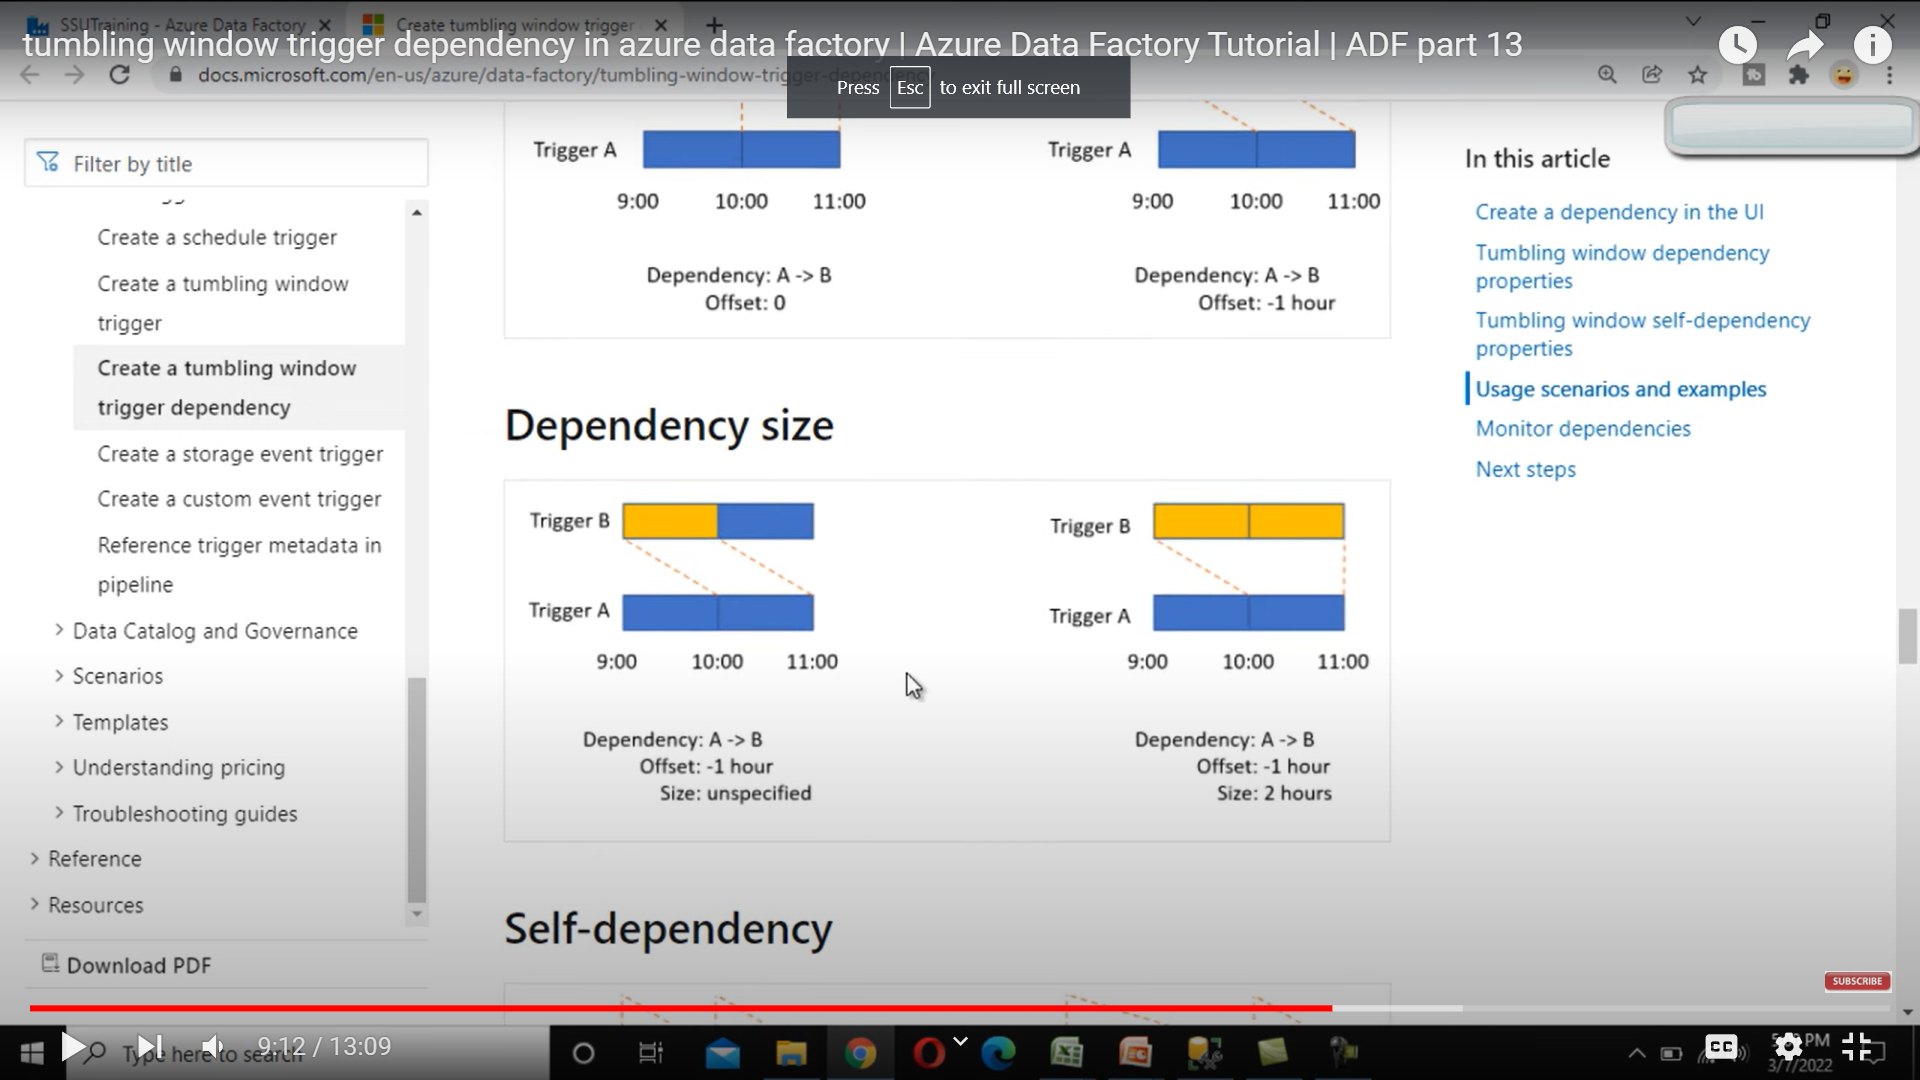 SSUTraining - Azure Data Factory
Create tumbling window trigger
tumbling window trigger dependency in azure data factory | Azure Data Factory Tutorial | ADF part 13
docs.microsoft.com/en-us/azure/data-factory/tumbling-window-trigger-dependency
Press Esc to exit full screen
Filter by title
Create a schedule trigger
Create a tumbling window
trigger
Create a tumbling window
trigger dependency
Create a storage event trigger
Create a custom event trigger
Reference trigger metadata in
pipeline
Data Catalog and Governance
Scenarios
Templates
Understanding pricing
Troubleshooting guides
Reference
Resources
Download PDF
Trigger A
9:00 10:00 11:00
Dependency: A -> B
Offset: 0
Trigger A
9:00 10:00 11:00
Dependency: A -> B
Offset: -1 hour
Dependency size
Trigger B
Trigger A
9:00 10:00 11:00
Dependency: A -> B
Offset: -1 hour
Size: unspecified
Trigger B
Trigger A
9:00 10:00 11:00
Dependency: A -> B
Offset: -1 hour
Size: 2 hours
Self-dependency
In this article
Create a dependency in the UI
Tumbling window dependency
properties
Tumbling window self-dependency
properties
Usage scenarios and examples
Monitor dependencies
Next steps
SUBSCRIBE
Type here to search
9:12 / 13:09
CC
PM
3/7/2022